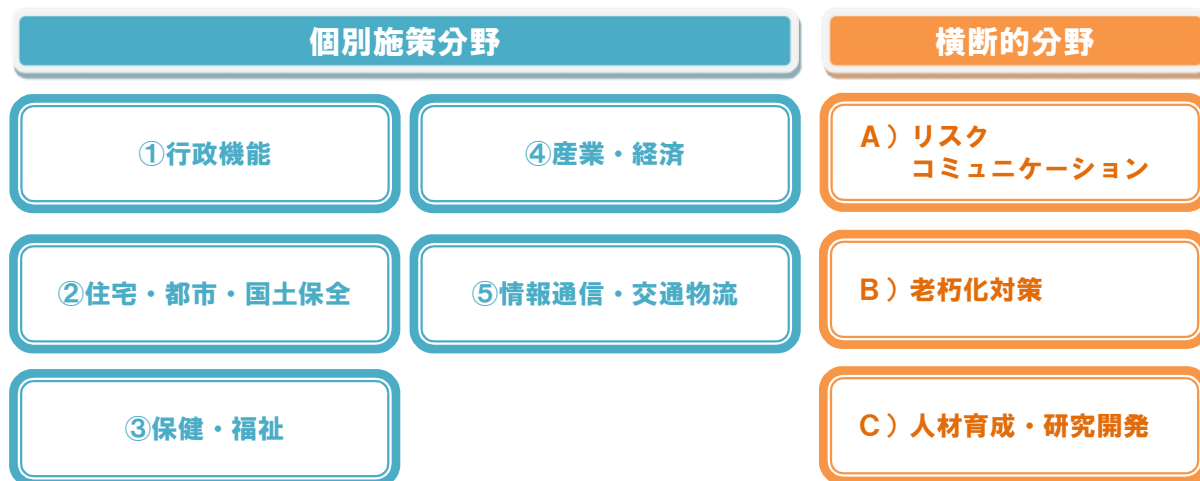 個別施策分野
①行政機能
②住宅・都市・国土保全
③保健・福祉
④産業・経済
⑤情報通信・交通物流
横断的分野
A）リスク
コミュニケーション
B）老朽化対策
C）人材育成・研究開発